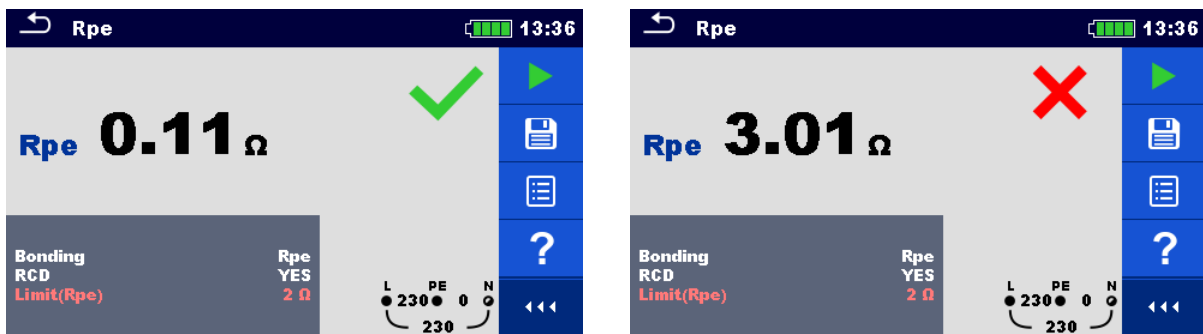 Rpe 13:36
Rpe 0.11 Ω
Bonding Rpe
RCD YES
Limit(Rpe) 2 Ω
L PE N
230 0
230
?
Rpe 13:36
Rpe 3.01 Ω
Bonding Rpe
RCD YES
Limit(Rpe) 2 Ω
L PE N
230 0
230
?